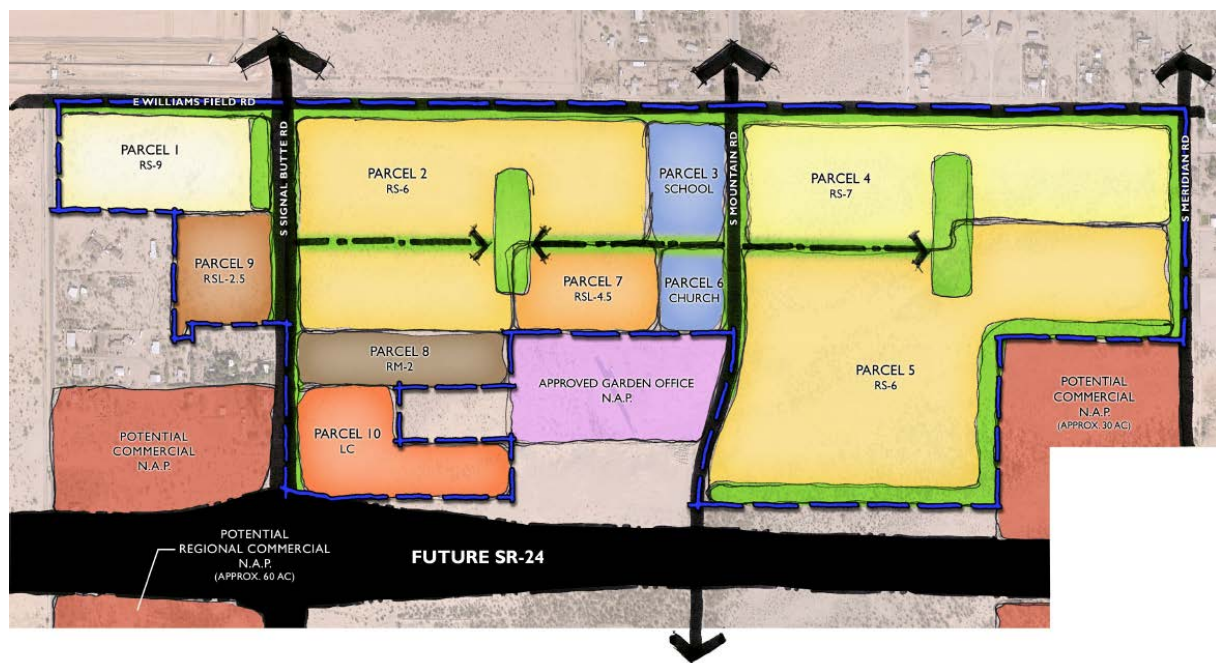 E WILLIAMS FIELD RD
S SIGNAL BUTTE RD
S MOUNTAIN RD
S MERIDIAN RD
PARCEL 1
RS-9
PARCEL 2
RS-6
PARCEL 3
SCHOOL
PARCEL 4
RS-7
PARCEL 9
RSL-2.5
PARCEL 7
RSL-4.5
PARCEL 6
CHURCH
PARCEL 8
RM-2
APPROVED GARDEN OFFICE
N.A.P.
PARCEL 5
RS-6
POTENTIAL
COMMERCIAL
N.A.P.
(APPROX. 30 AC)
POTENTIAL
COMMERCIAL
N.A.P.
PARCEL 10
LC
POTENTIAL
REGIONAL COMMERCIAL
N.A.P.
(APPROX. 60 AC)
FUTURE SR-24